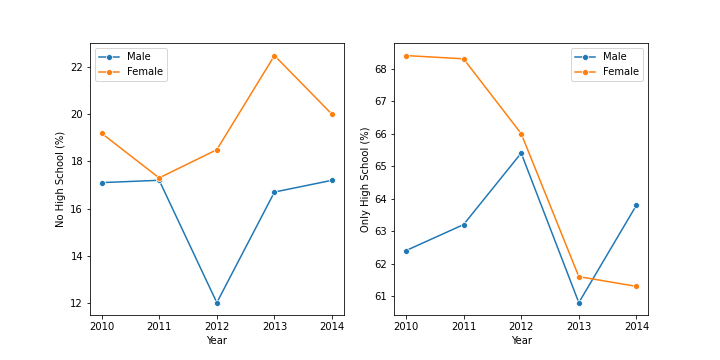 Male
Female
No High School (%)
22
20
18
16
14
12
2010 2011 2012 2013 2014
Year
Male
Female
Only High School (%)
68
67
66
65
64
63
62
61
2010 2011 2012 2013 2014
Year